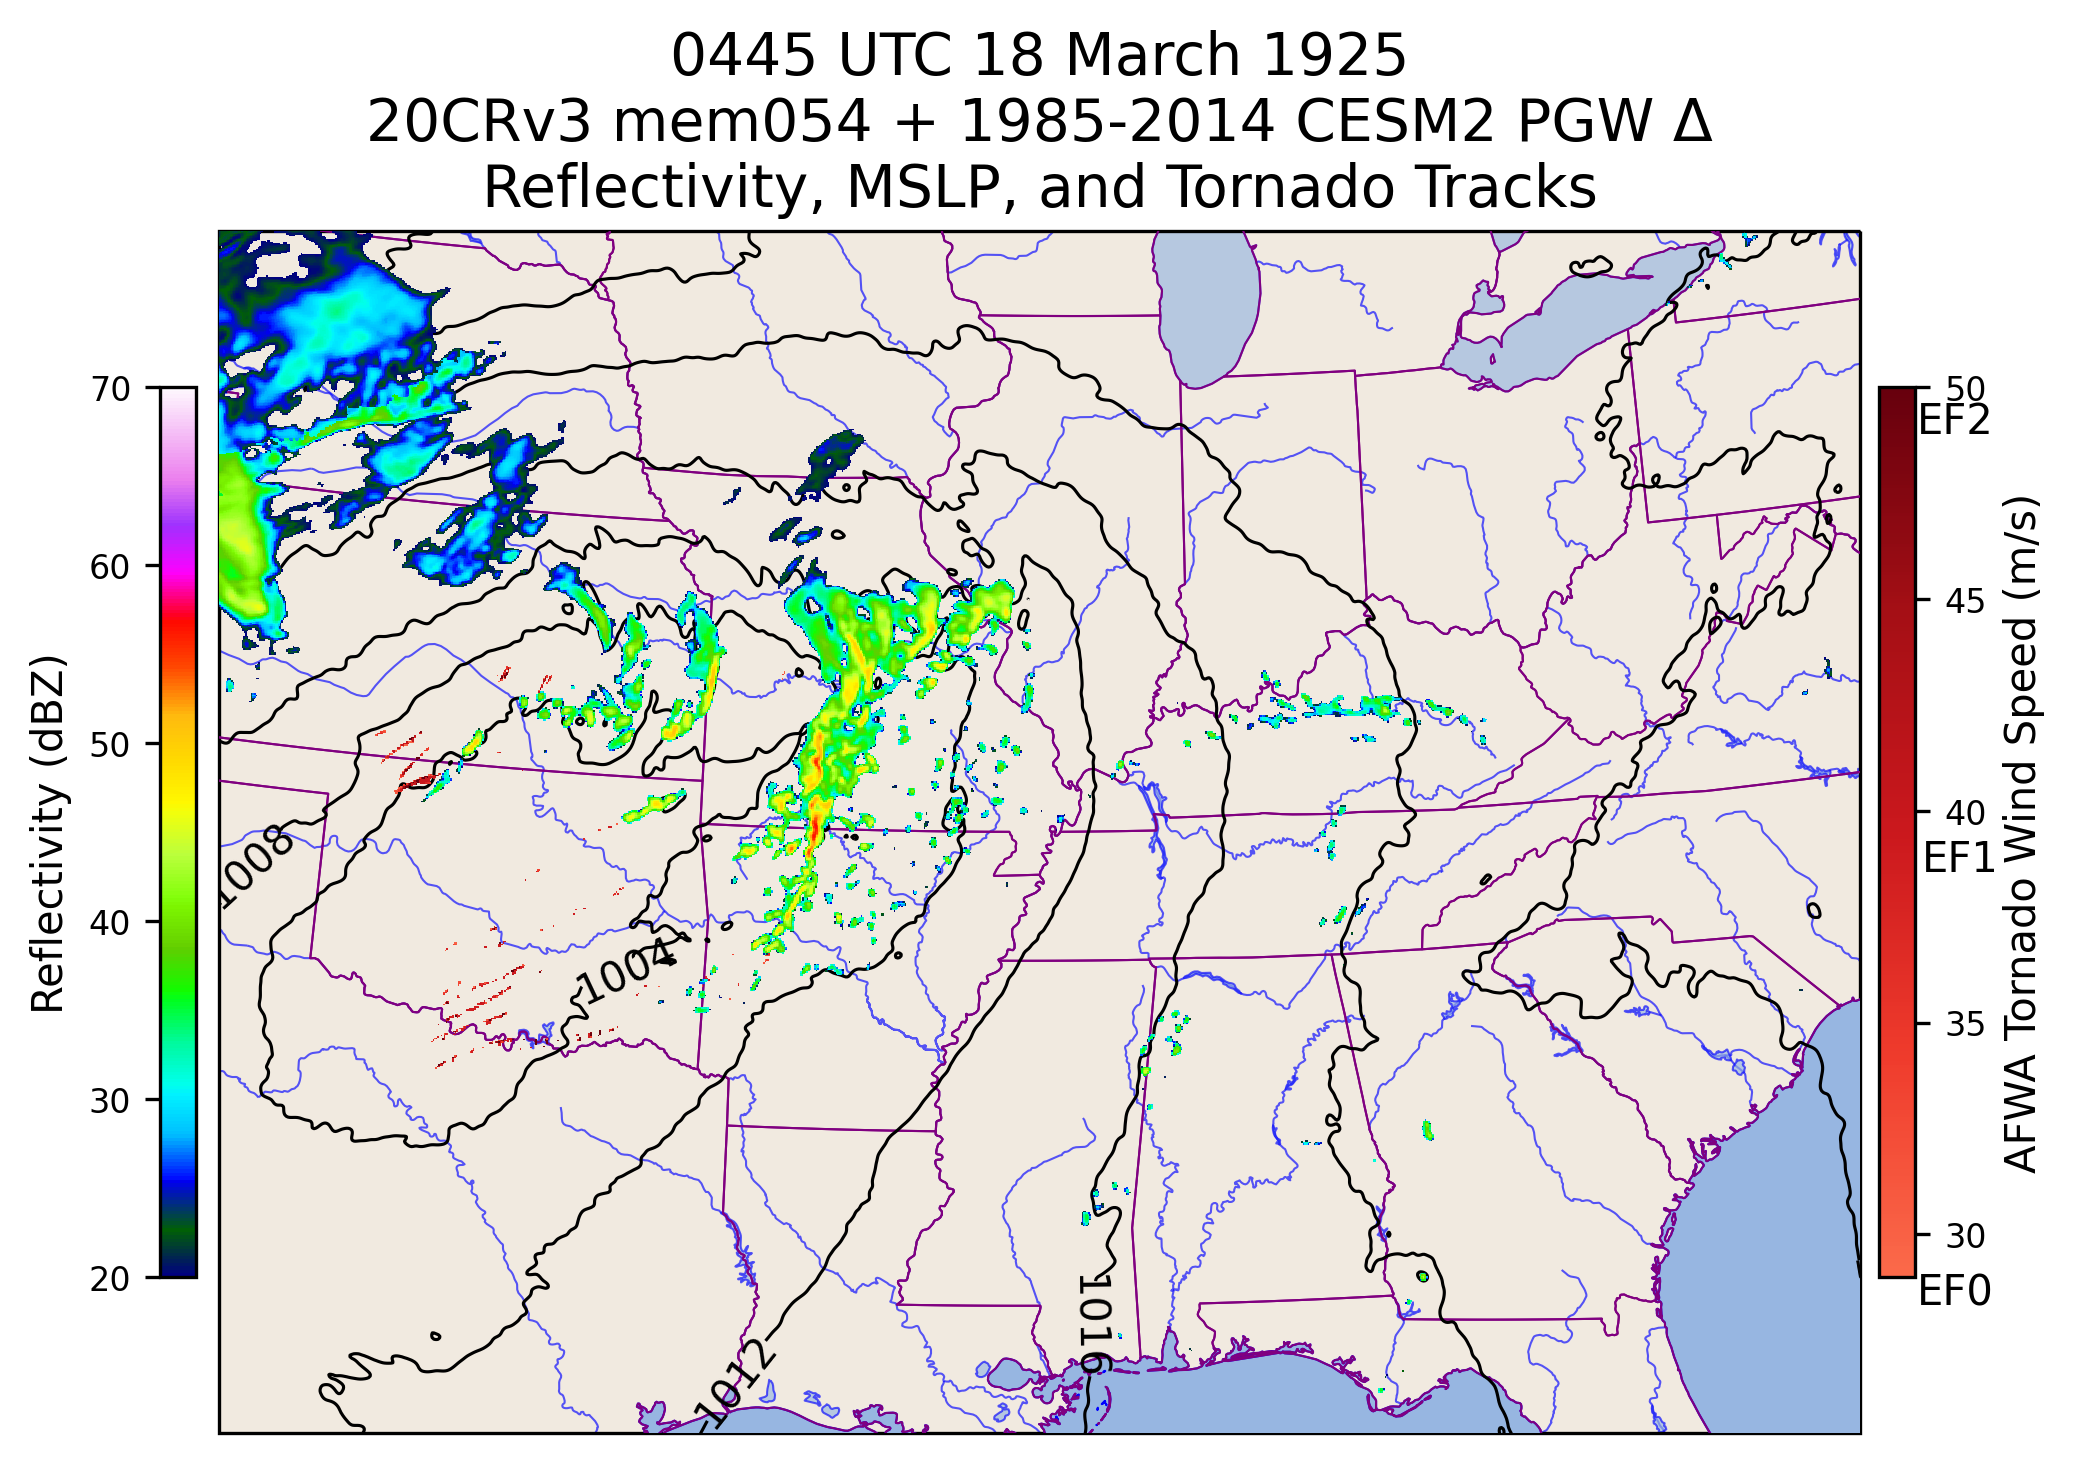 0445 UTC 18 March 1925
20CRv3 mem054 + 1985-2014 CESM2 PGW Δ
Reflectivity, MSLP, and Tornado Tracks
Reflectivity (dBZ)
70
60
50
40
30
20
1008
1004
1012
1016
50
EF2
45
40
EF1
35
30
EF0
AFWA Tornado Wind Speed (m/s)